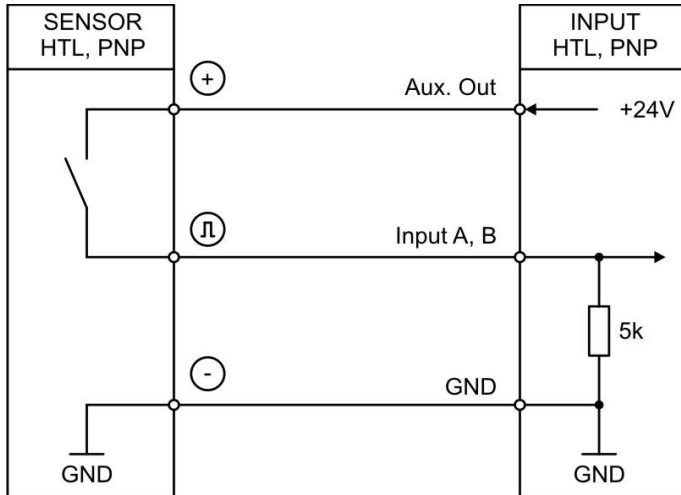 SENSOR
HTL, PNP
INPUT
HTL, PNP
+
Aux. Out
+24V
Input A, B
5k
-
GND
GND
GND